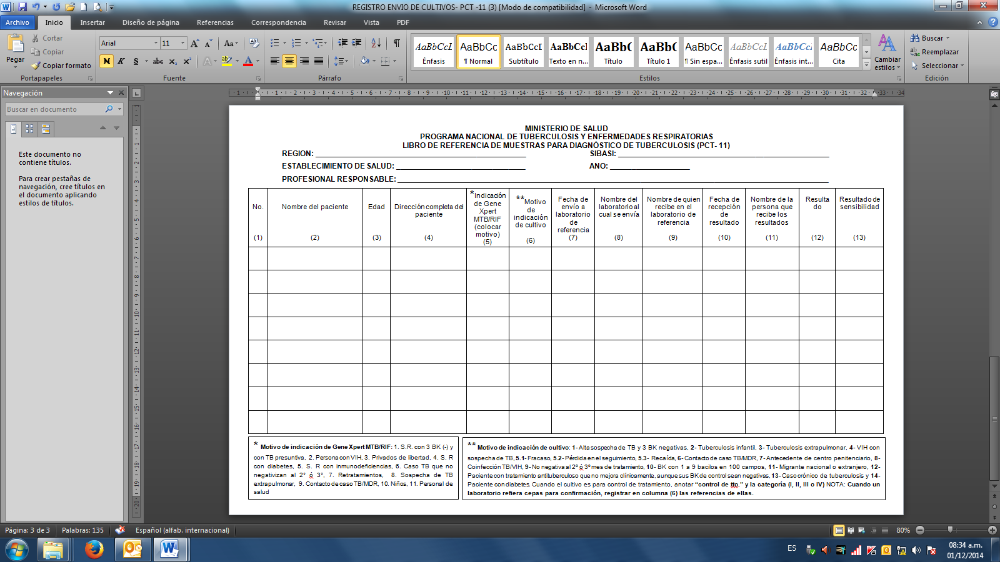 REGISTRO ENVIO DE CULTIVOS- PCT -11 (3) [Modo de compatibilidad] - Microsoft Word
Archivo Inicio Insertar Diseño de página Referencias Correspondencia Revisar Vista PDF
Pegar
Cortar
Copiar
Copiar formato
Portapapeles
Arial 11
N K S abc x₂ x² Aa
Fuente
Párrafo
AaBbCcL AaBbCc AaBbCcI AaBbCcI AaBbC AaBbC AaBbCc AaBbCcL AaBbCcI AaBbCc
Énfasis ¶ Normal Subtítulo Texto en n... Título Título 1 ¶ Sin espa... Énfasis sutil Énfasis int... Cita
Cambiar estilos
Estilos
Buscar
Reemplazar
Seleccionar
Edición
Navegación
Buscar en documento
Este documento no
contiene títulos.
Para crear pestañas de
navegación, cree títulos en
el documento aplicando
estilos de títulos.
MINISTERIO DE SALUD
PROGRAMA NACIONAL DE TUBERCULOSIS Y ENFERMEDADES RESPIRATORIAS
LIBRO DE REFERENCIA DE MUESTRAS PARA DIAGNÓSTICO DE TUBERCULOSIS (PCT- 11)
REGION: SIBASI:
ESTABLECIMIENTO DE SALUD: ANO:
PROFESIONAL RESPONSABLE:
No.
(1)
Nombre del paciente
(2)
Edad
(3)
Dirección completa del
paciente
(4)
*Indicación
de Gene
Xpert
MTB/RIF
(colocar
motivo)
(5)
**Motivo
de
indicación
de cultivo
(6)
Fecha de
envío a
laboratorio
de
referencia
(7)
Nombre del
laboratorio al
cual se envía
(8)
Nombre de quien
recibe en el
laboratorio de
referencia
(9)
Fecha de
recepción
de
resultado
(10)
Nombre de la
persona que
recibe los
resultados
(11)
Resulta
do
(12)
Resultado de
sensibilidad
(13)
* Motivo de indicación de Gene Xpert MTB/RIF: 1. S.R. con 3 BK (-) y
con TB presuntiva, 2. Persona con VIH, 3. Privados de libertad, 4. S. R
con diabetes, 5. S. R con inmunodeficiencias, 6. Caso TB que no
negativizan al 2° ó 3°, 7. Retratamientos, 8. Sospecha de TB
extrapulmonar, 9. Contacto de caso TB/MDR, 10. Niños, 11. Personal de
salud
** Motivo de indicación de cultivo: 1- Alta sospecha de TB y 3 BK negativas, 2- Tuberculosis infantil, 3- Tuberculosis extrapulmonar, 4- VIH con
sospecha de TB, 5.1- Fracaso, 5.2- Pérdida en el seguimiento, 5.3- Recaída, 6- Contacto de caso TB/MDR, 7- Antecedente de centro penitenciario, 8-
Coinfección TB/VIH, 9- No negativa al 2º ó 3º mes de tratamiento, 10- BK con 1 a 9 bacilos en 100 campos, 11- Migrante nacional o extranjero, 12-
Paciente con tratamiento antituberculoso que no mejora clínicamente, aunque sus BK de control sean negativas, 13- Caso crónico de tuberculosis y 14-
Paciente con diabetes. Cuando el cultivo es para control de tratamiento, anotar “control de tto.” y la categoría (I, II, III o IV) NOTA: Cuando un
laboratorio refiera cepas para confirmación, registrar en columna (6) las referencias de ellas.
Página: 3 de 3 Palabras: 135 Español (alfab. internacional) 80%
ES
08:34 a.m.
01/12/2014